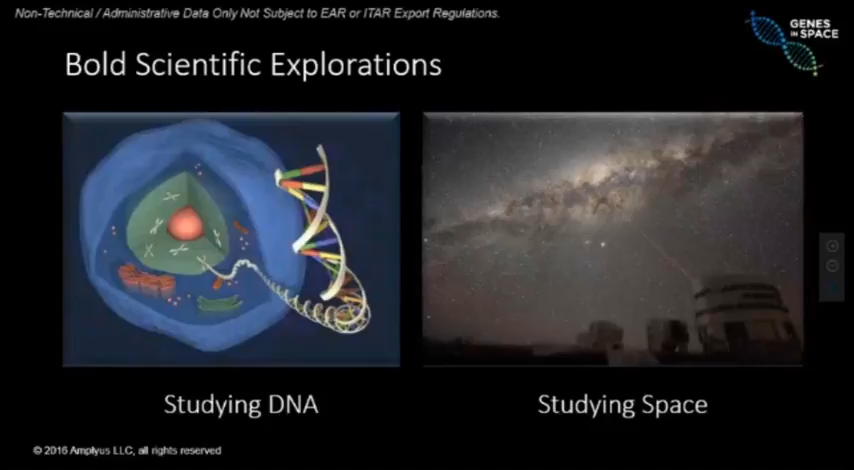 Non-Technical / Administrative Data Only Not Subject to EAR or ITAR Export Regulations.
GENES
IN SPACE
Bold Scientific Explorations
Studying DNA
Studying Space
© 2016 Amplyus LLC, all rights reserved